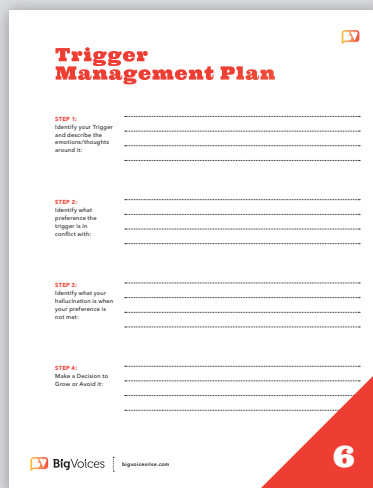 Trigger
Management Plan
STEP 1:
Identify your Trigger
and describe the
emotions/thoughts
around it:
STEP 2:
Identify what
preference the
trigger is in
conflict with:
STEP 3:
Identify what your
hallucination is when
your preference is
not met:
STEP 4:
Make a Decision to
Grow or Avoid it:
BigVoices
bigvoicesrise.com
6